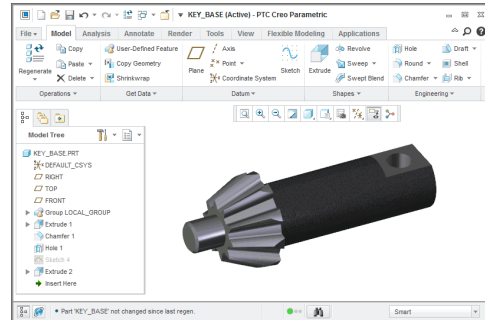 KEY_BASE (Active) - PTC Creo Parametric
File Model Analysis Annotate Render Tools View Flexible Modeling Applications
Regenerate Copy Paste Delete
User-Defined Feature Copy Geometry Shrinkwrap
Plane Axis Point Coordinate System Sketch
Extrude Revolve Sweep Swept Blend
Hole Round Chamfer Draft Shell Rib
Operations Get Data Datum Shapes Engineering
Model Tree
KEY_BASE.PRT
DEFAULT_CSYS
RIGHT
TOP
FRONT
Group LOCAL_GROUP
Extrude 1
Chamfer 1
Hole 1
Sketch 4
Extrude 2
Insert Here
• Part 'KEY_BASE' not changed since last regen.
Smart